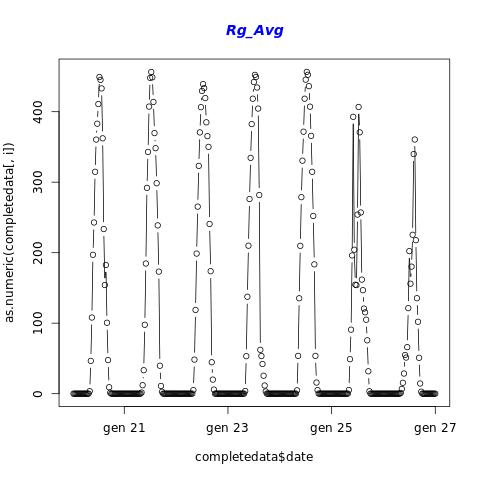 Rg_Avg
as.numeric(completedata[, i])
400
300
200
100
0
gen 21
gen 23
gen 25
gen 27
completedata$date